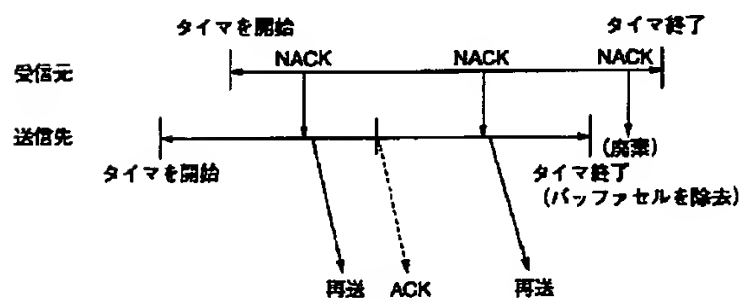 タイマを開始
タイマ終了
受信元
NACK
NACK
NACK
送信先
(廃棄)
タイマを開始
タイマ終了
(バッファセルを除去)
再送
ACK
再送